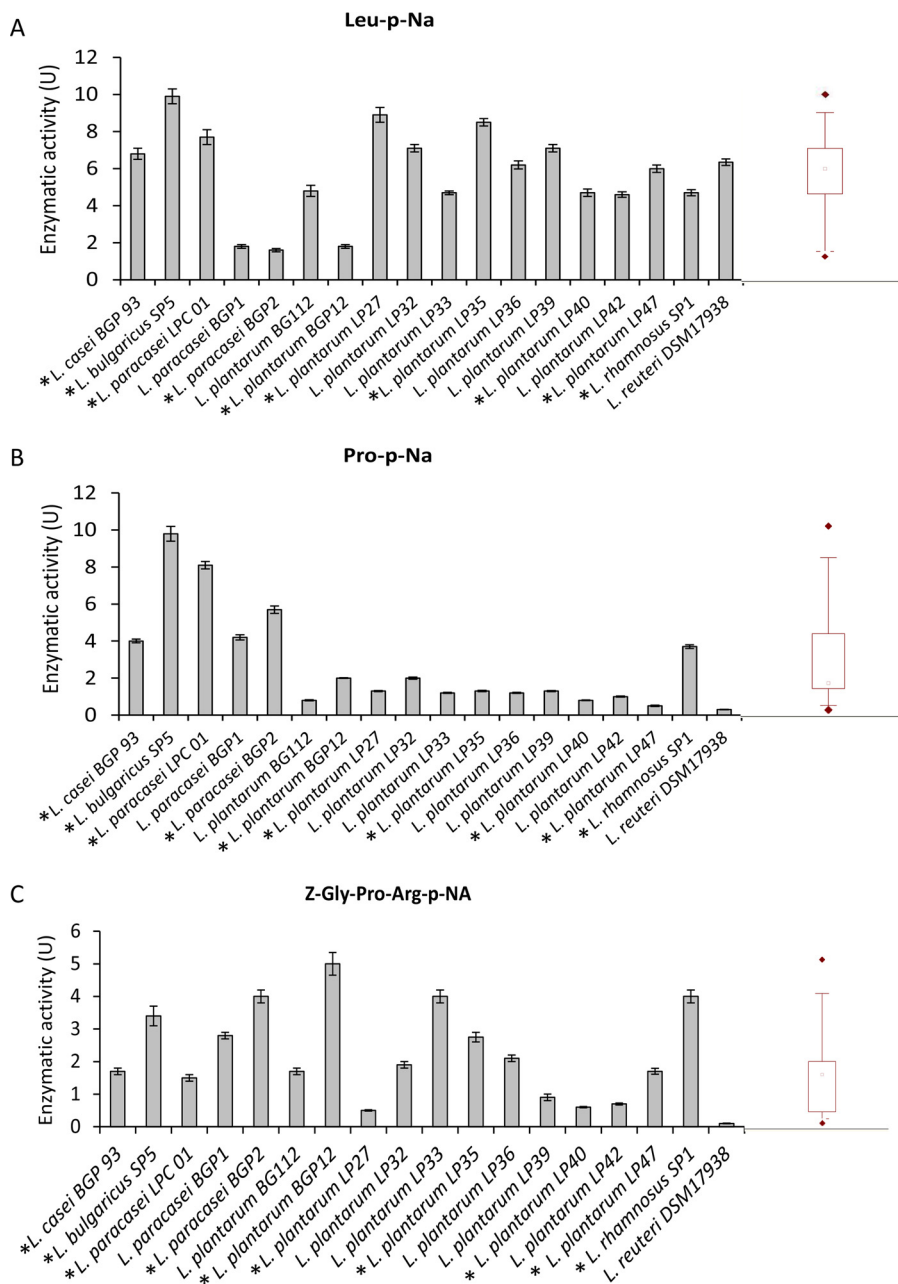 A
Leu-p-Na
Enzymatic activity (U)
12
10
8
6
4
2
0
*L. casei BGP 93
*L. bulgaricus SP5
*L. paracasei LPC 01
L. paracasei BGP1
*L. paracasei BGP2
L. plantarum BG112
*L. plantarum BGP12
*L. plantarum LP27
L. plantarum LP32
L. plantarum LP33
*L. plantarum LP35
L. plantarum LP36
L. plantarum LP39
*L. plantarum LP40
L. plantarum LP42
*L. plantarum LP47
*L. rhamnosus SP1
L. reuteri DSM17938
B
Pro-p-Na
Enzymatic activity (U)
12
10
8
6
4
2
0
*L. casei BGP 93
*L. bulgaricus SP5
*L. paracasei LPC 01
L. paracasei BGP1
*L. paracasei BGP2
L. plantarum BG112
*L. plantarum BGP12
*L. plantarum LP27
L. plantarum LP32
L. plantarum LP33
*L. plantarum LP35
L. plantarum LP36
L. plantarum LP39
*L. plantarum LP40
L. plantarum LP42
*L. plantarum LP47
*L. rhamnosus SP1
L. reuteri DSM17938
C
Z-Gly-Pro-Arg-p-NA
Enzymatic activity (U)
6
5
4
3
2
1
0
*L. casei BGP 93
*L. bulgaricus SP5
*L. paracasei LPC 01
L. paracasei BGP1
*L. paracasei BGP2
L. plantarum BG112
*L. plantarum BGP12
*L. plantarum LP27
L. plantarum LP32
L. plantarum LP33
*L. plantarum LP35
L. plantarum LP36
L. plantarum LP39
*L. plantarum LP40
L. plantarum LP42
*L. plantarum LP47
*L. rhamnosus SP1
L. reuteri DSM17938